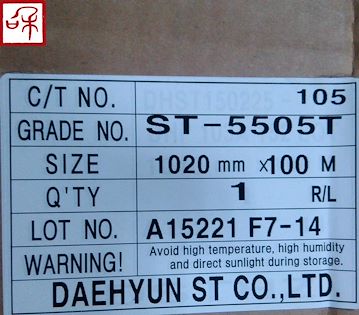 C/T NO. DHST150225 - 105
GRADE NO. ST-5505T
SIZE 1020 mm x100 M
Q'TY 1 R/L
LOT NO. A15221 F7-14
WARNING! Avoid high temperature, high humidity
and direct sunlight during storage.
DAEHYUN ST CO.,LTD.